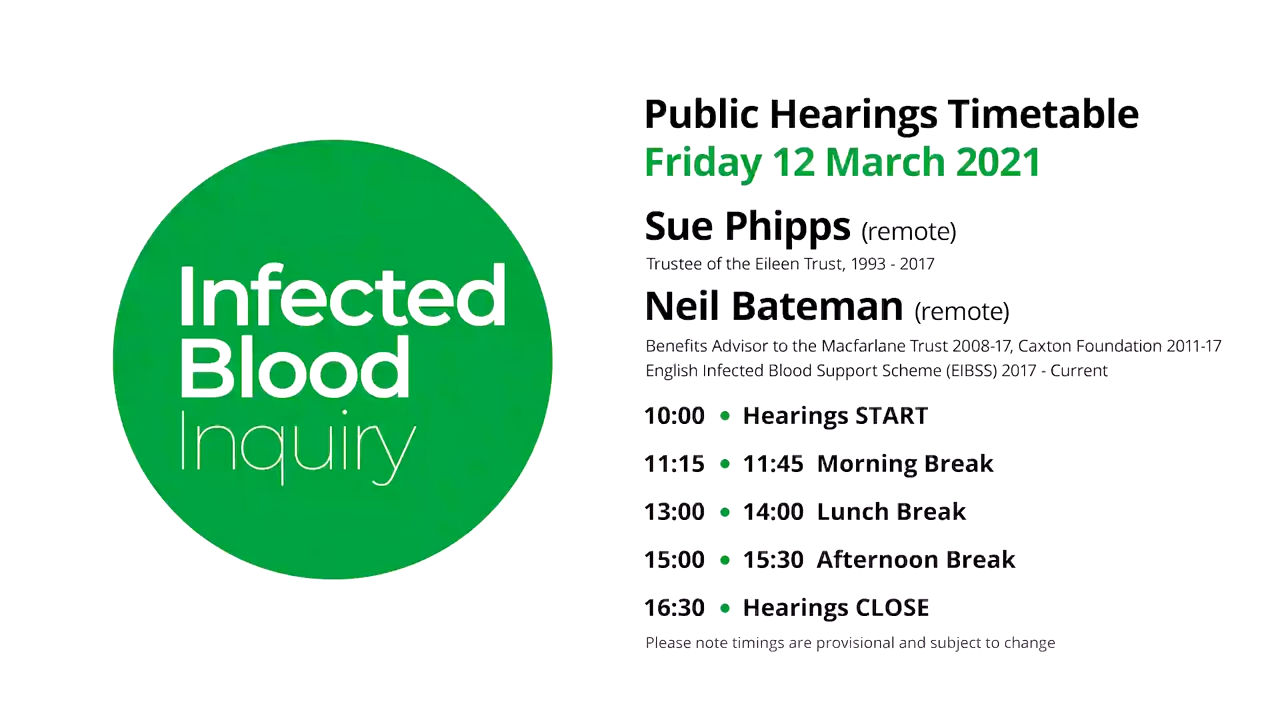 Infected
Blood
Inquiry
Public Hearings Timetable
Friday 12 March 2021
Sue Phipps (remote)
Trustee of the Eileen Trust, 1993 - 2017
Neil Bateman (remote)
Benefits Advisor to the Macfarlane Trust 2008-17, Caxton Foundation 2011-17
English Infected Blood Support Scheme (EIBSS) 2017 - Current
10:00 • Hearings START
11:15 • 11:45 Morning Break
13:00 • 14:00 Lunch Break
15:00 • 15:30 Afternoon Break
16:30 • Hearings CLOSE
Please note timings are provisional and subject to change